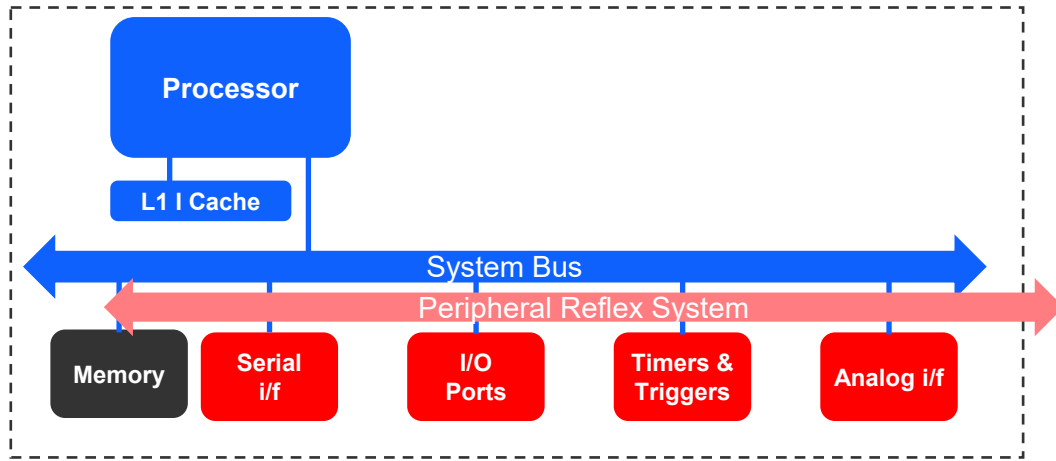 Processor
L1 I Cache
System Bus
Peripheral Reflex System
Memory
Serial
i/f
I/O
Ports
Timers &
Triggers
Analog i/f